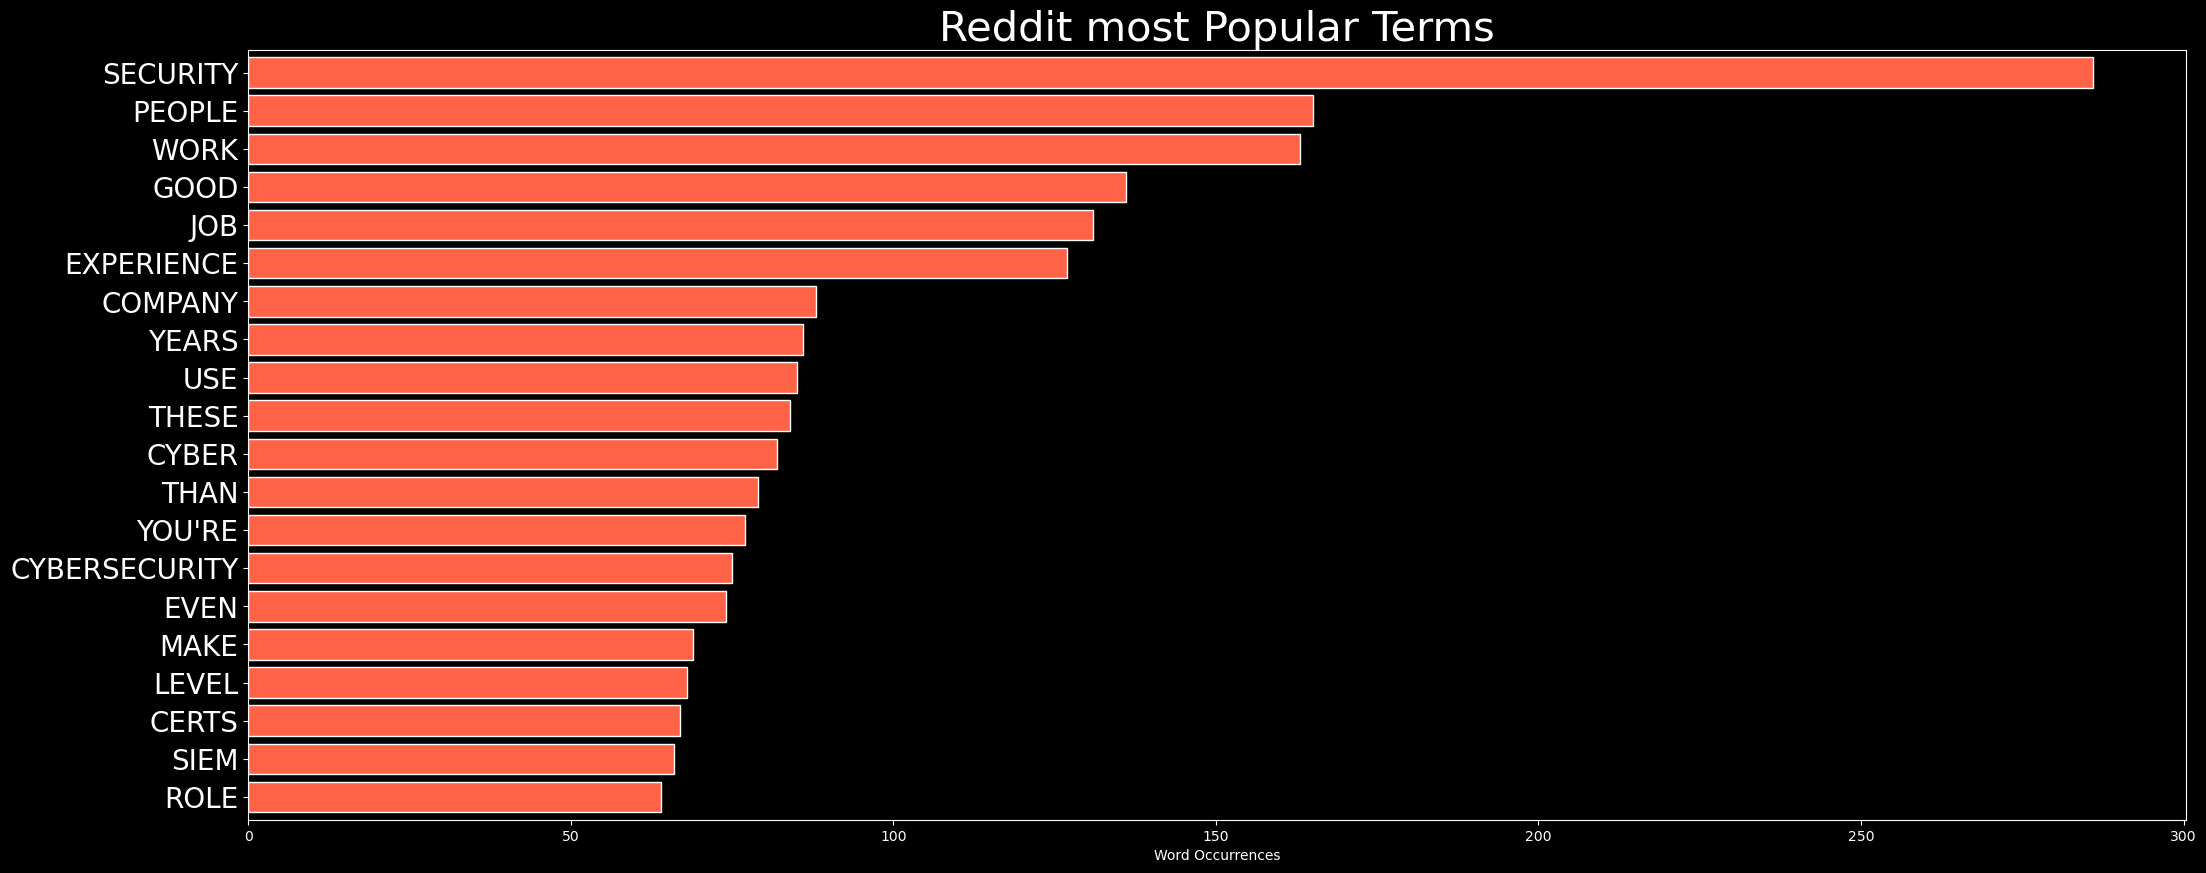 Reddit most Popular Terms
SECURITY
PEOPLE
WORK
GOOD
JOB
EXPERIENCE
COMPANY
YEARS
USE
THESE
CYBER
THAN
YOU'RE
CYBERSECURITY
EVEN
MAKE
LEVEL
CERTS
SIEM
ROLE
0 50 100 150 200 250 300
Word Occurrences